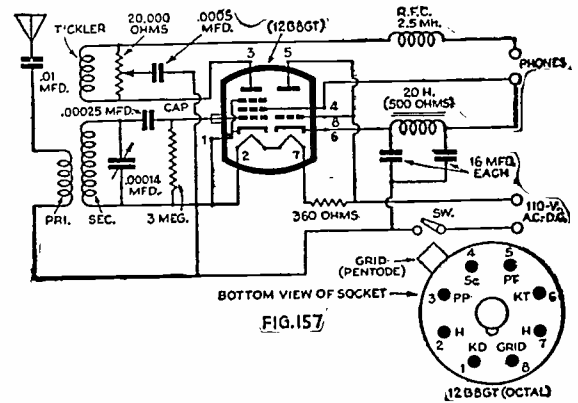 TICKLER
20,000
OHMS
.0005
MFD.
(12B8GT)
R.F.C.
2.5 MH.
.01
MFD.
3
5
PHONES
CAP
4
20 H.
(500 OHMS)
.00025 MFD.
1
8
6
2
7
16 MFD.
EACH
.00014
MFD.
PRI.
SEC.
3 MEG.
360 OHMS
SW.
110-V.
A.C.-D.C.
GRID
(PENTODE)
4
5
Sc
PT
BOTTOM VIEW OF SOCKET
3
PP
KT
6
FIG.157
2
H
H
7
KD
GRID
1
8
12B8GT (OCTAL)